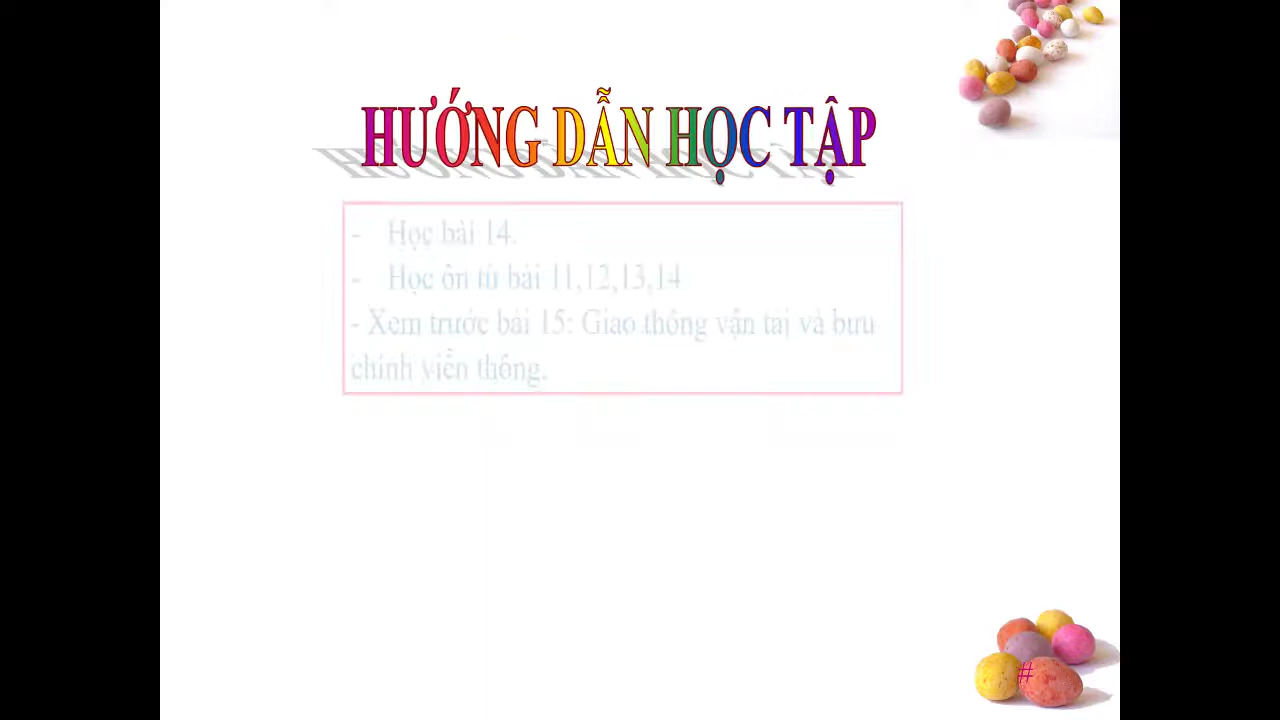 HƯỚNG DẪN HỌC TẬP
- Học bài 14.
- Học ôn từ bài 11,12,13,14
- Xem trước bài 15: Giao thông vận tải và bưu
chính viễn thông.
#